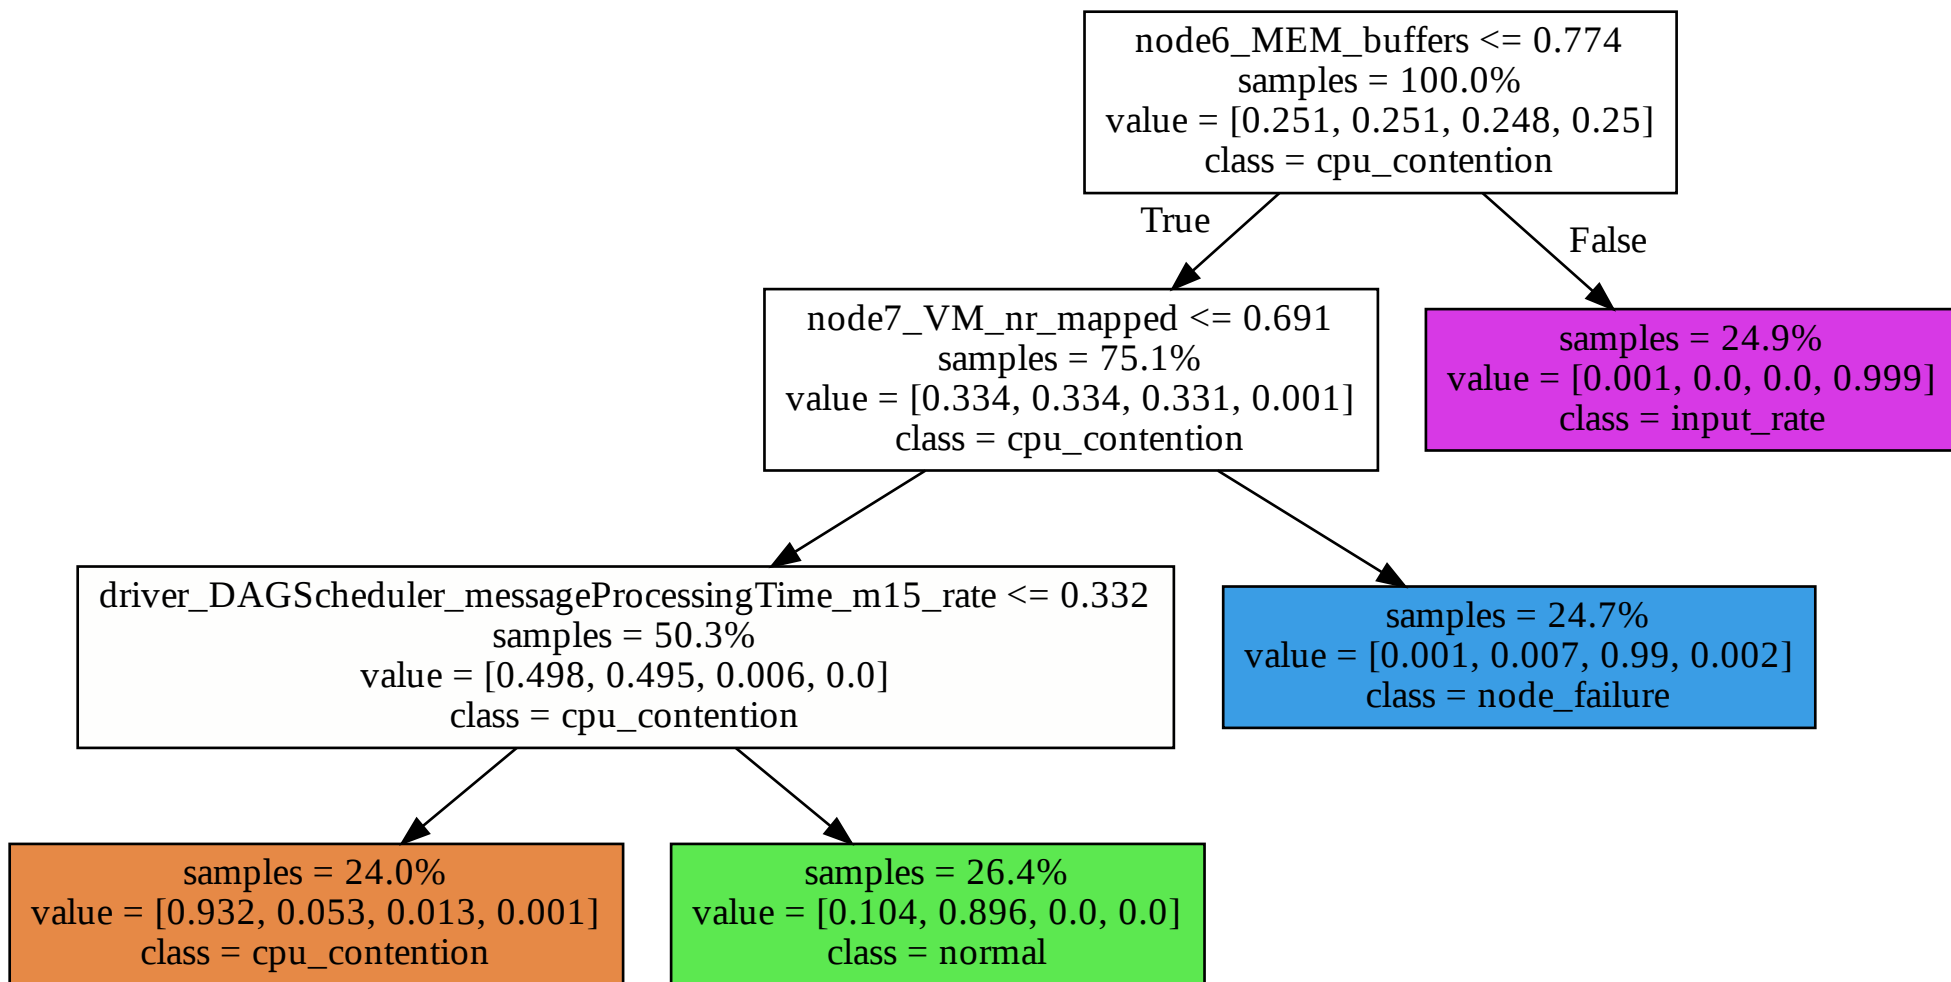 node6_MEM_buffers <= 0.774
samples = 100.0%
value = [0.251, 0.251, 0.248, 0.25]
class = cpu_contention
True
False
node7_VM_nr_mapped <= 0.691
samples = 75.1%
value = [0.334, 0.334, 0.331, 0.001]
class = cpu_contention
samples = 24.9%
value = [0.001, 0.0, 0.0, 0.999]
class = input_rate
driver_DAGScheduler_messageProcessingTime_m15_rate <= 0.332
samples = 50.3%
value = [0.498, 0.495, 0.006, 0.0]
class = cpu_contention
samples = 24.7%
value = [0.001, 0.007, 0.99, 0.002]
class = node_failure
samples = 24.0%
value = [0.932, 0.053, 0.013, 0.001]
class = cpu_contention
samples = 26.4%
value = [0.104, 0.896, 0.0, 0.0]
class = normal